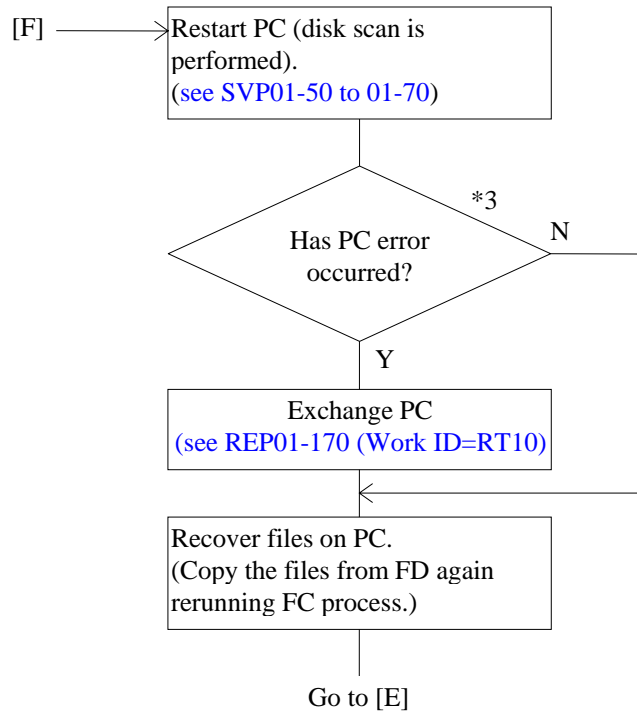 [F]
Restart PC (disk scan is
performed).
(see SVP01-50 to 01-70)
*3
N
Has PC error
occurred?
Y
Exchange PC
(see REP01-170 (Work ID=RT10)
Recover files on PC.
(Copy the files from FD again
rerunning FC process.)
Go to [E]